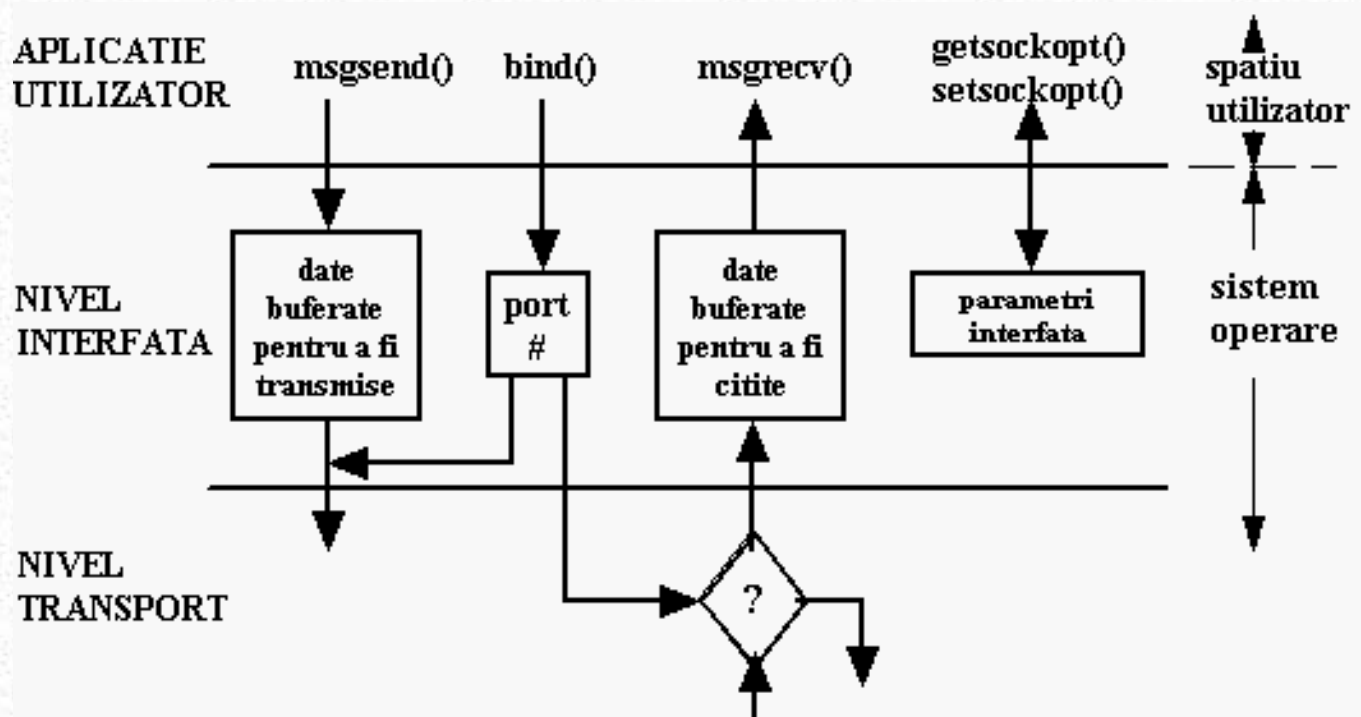 APLICATIE
UTILIZATOR
msgsend()
bind()
msgrecv()
getsockopt()
setsockopt()
spatiu
utilizator
NIVEL
INTERFATA
date
buferate
pentru a fi
transmise
port
#
date
buferate
pentru a fi
citite
parametri
interfata
sistem
operare
NIVEL
TRANSPORT
?